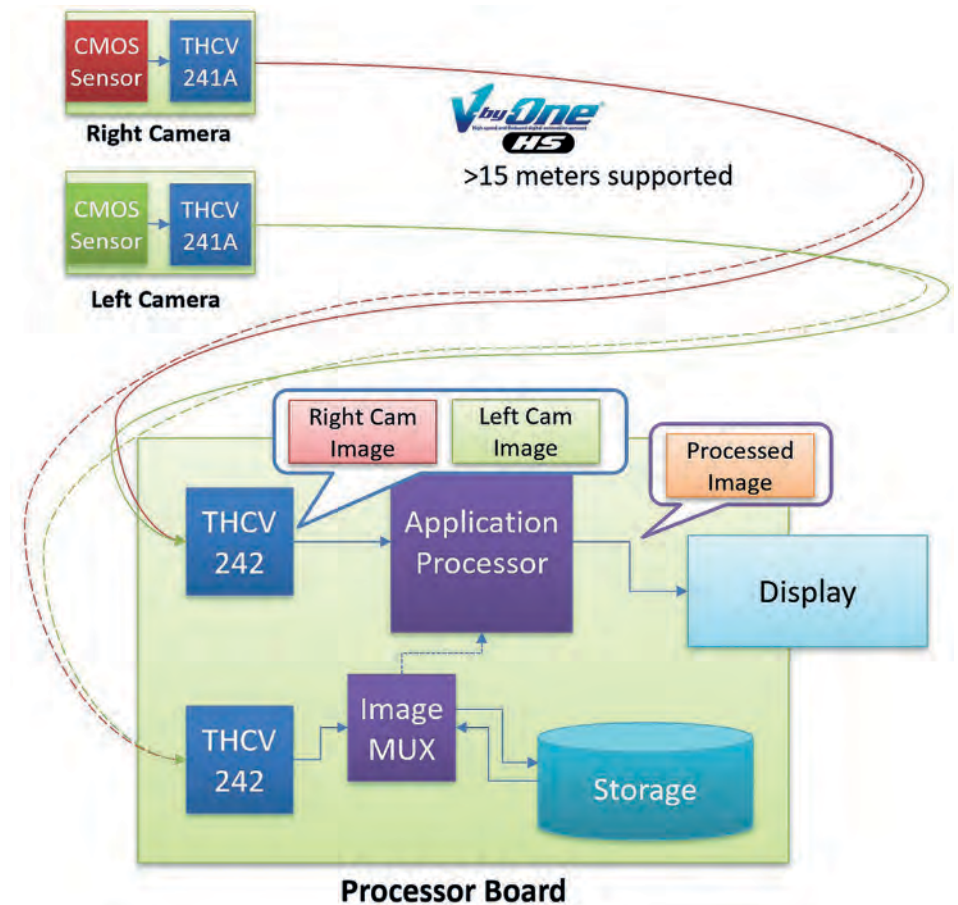 CMOS
Sensor
THCV
241A
Right Camera
V by One®
HS
>15 meters supported
CMOS
Sensor
THCV
241A
Left Camera
Right Cam
Image
Left Cam
Image
Processed
Image
THCV
242
Application
Processor
Display
THCV
242
Image
MUX
Storage
Processor Board